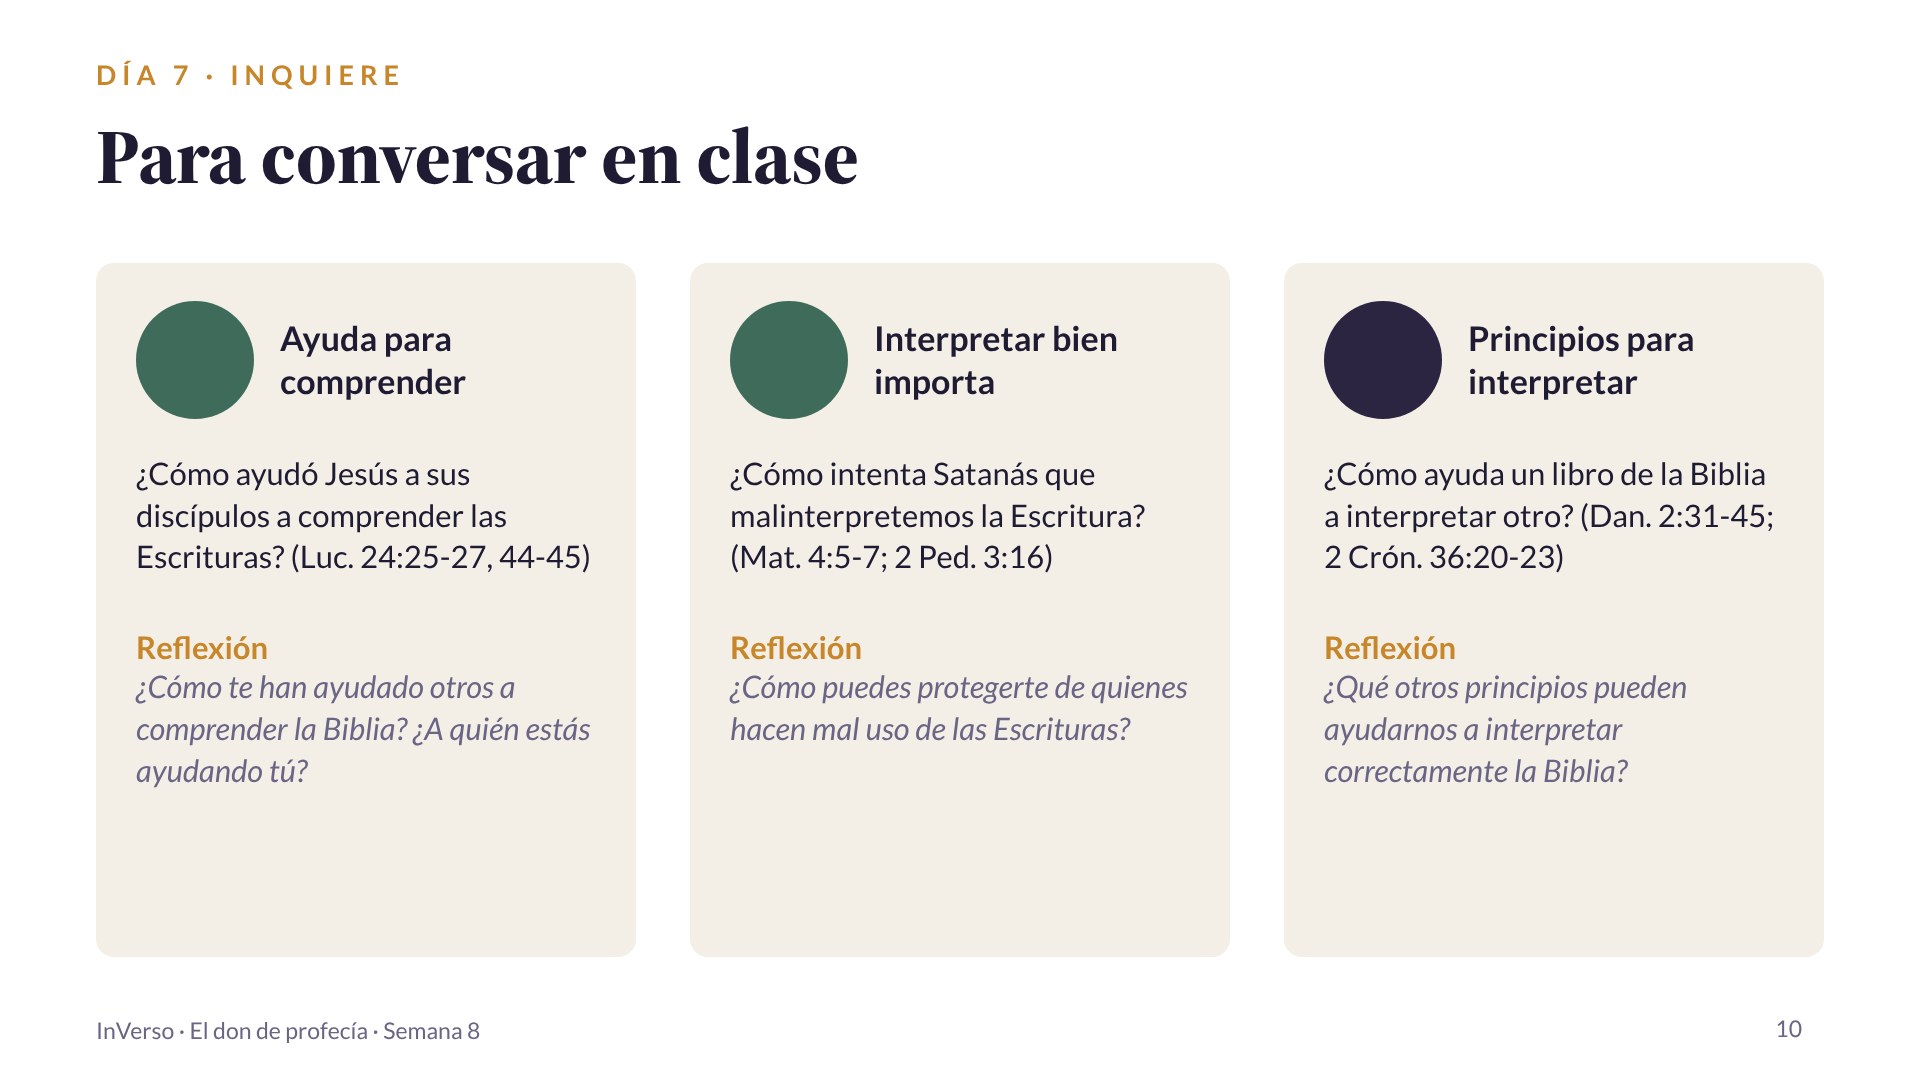 DÍA 7 · INQUIERE
Para conversar en clase
Ayuda para
comprender
¿Cómo ayudó Jesús a sus
discípulos a comprender las
Escrituras? (Luc. 24:25-27, 44-45)
Reflexión
¿Cómo te han ayudado otros a
comprender la Biblia? ¿A quién estás
ayudando tú?
Interpretar bien
importa
¿Cómo intenta Satanás que
malinterpretemos la Escritura?
(Mat. 4:5-7; 2 Ped. 3:16)
Reflexión
¿Cómo puedes protegerte de quienes
hacen mal uso de las Escrituras?
Principios para
interpretar
¿Cómo ayuda un libro de la Biblia
a interpretar otro? (Dan. 2:31-45;
2 Crón. 36:20-23)
Reflexión
¿Qué otros principios pueden
ayudarnos a interpretar
correctamente la Biblia?
InVerso · El don de profecía · Semana 8
10